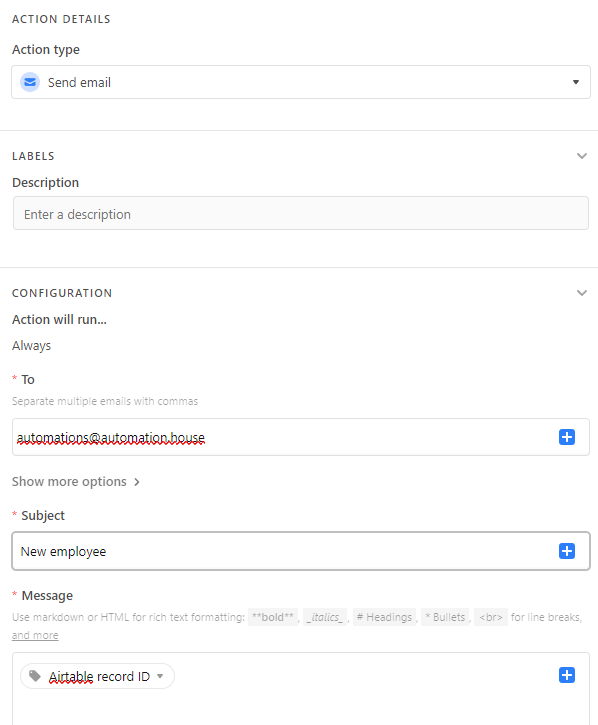 ACTION DETAILS
Action type
Send email
LABELS
Description
Enter a description
CONFIGURATION
Action will run...
Always
* To
Separate multiple emails with commas
automations@automation.house
Show more options
* Subject
New employee
* Message
Use markdown or HTML for rich text formatting: **bold** , _italics_ , # Headings , * Bullets , <br> for line breaks,
and more
Airtable record ID